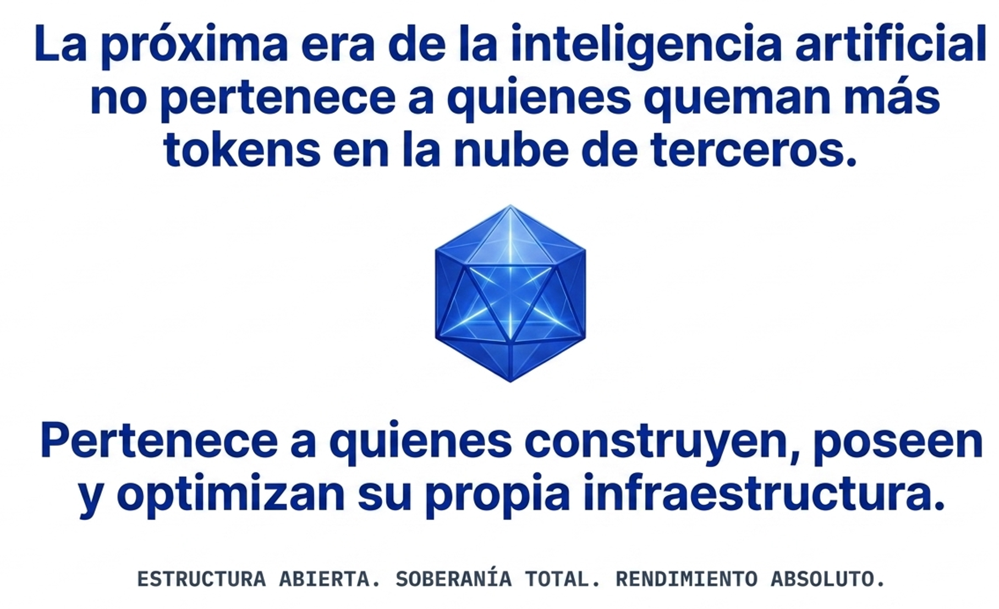 La próxima era de la inteligencia artificial
no pertenece a quienes queman más
tokens en la nube de terceros.
Pertenece a quienes construyen, poseen
y optimizan su propia infraestructura.
ESTRUCTURA ABIERTA. SOBERANÍA TOTAL. RENDIMIENTO ABSOLUTO.